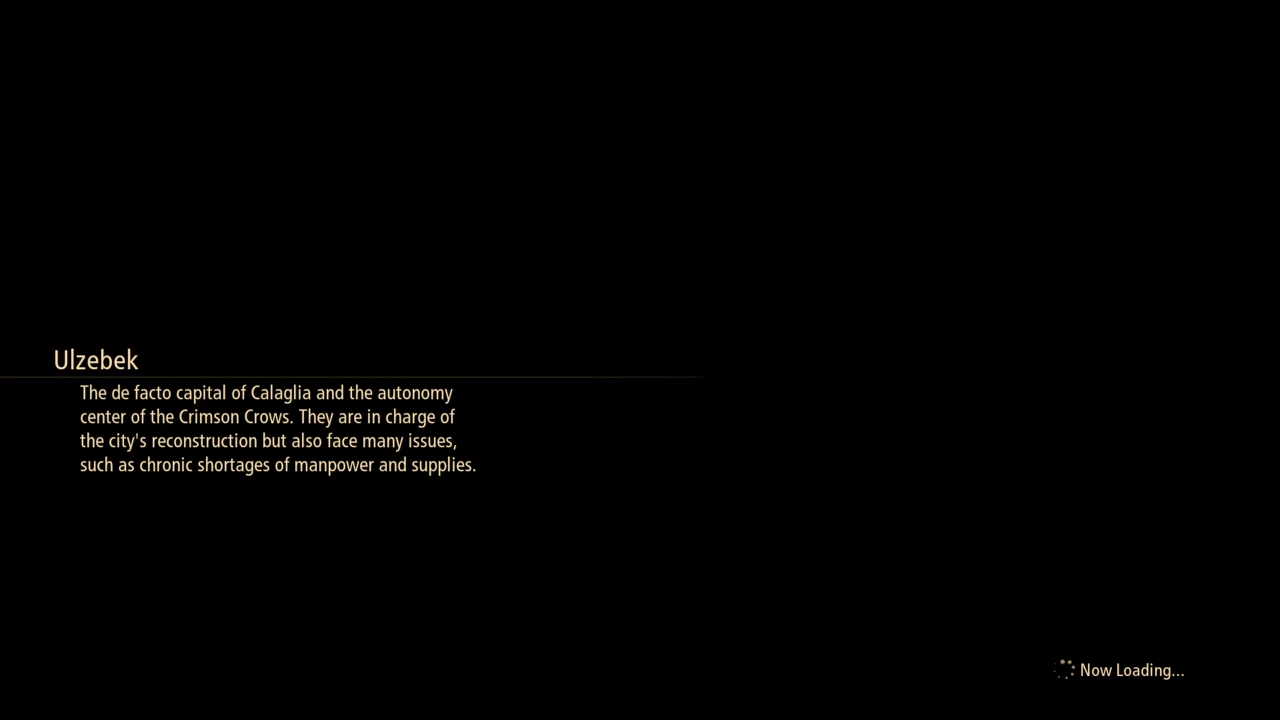 Ulzebek
The de facto capital of Calaglia and the autonomy
center of the Crimson Crows. They are in charge of
the city's reconstruction but also face many issues,
such as chronic shortages of manpower and supplies.
Now Loading...